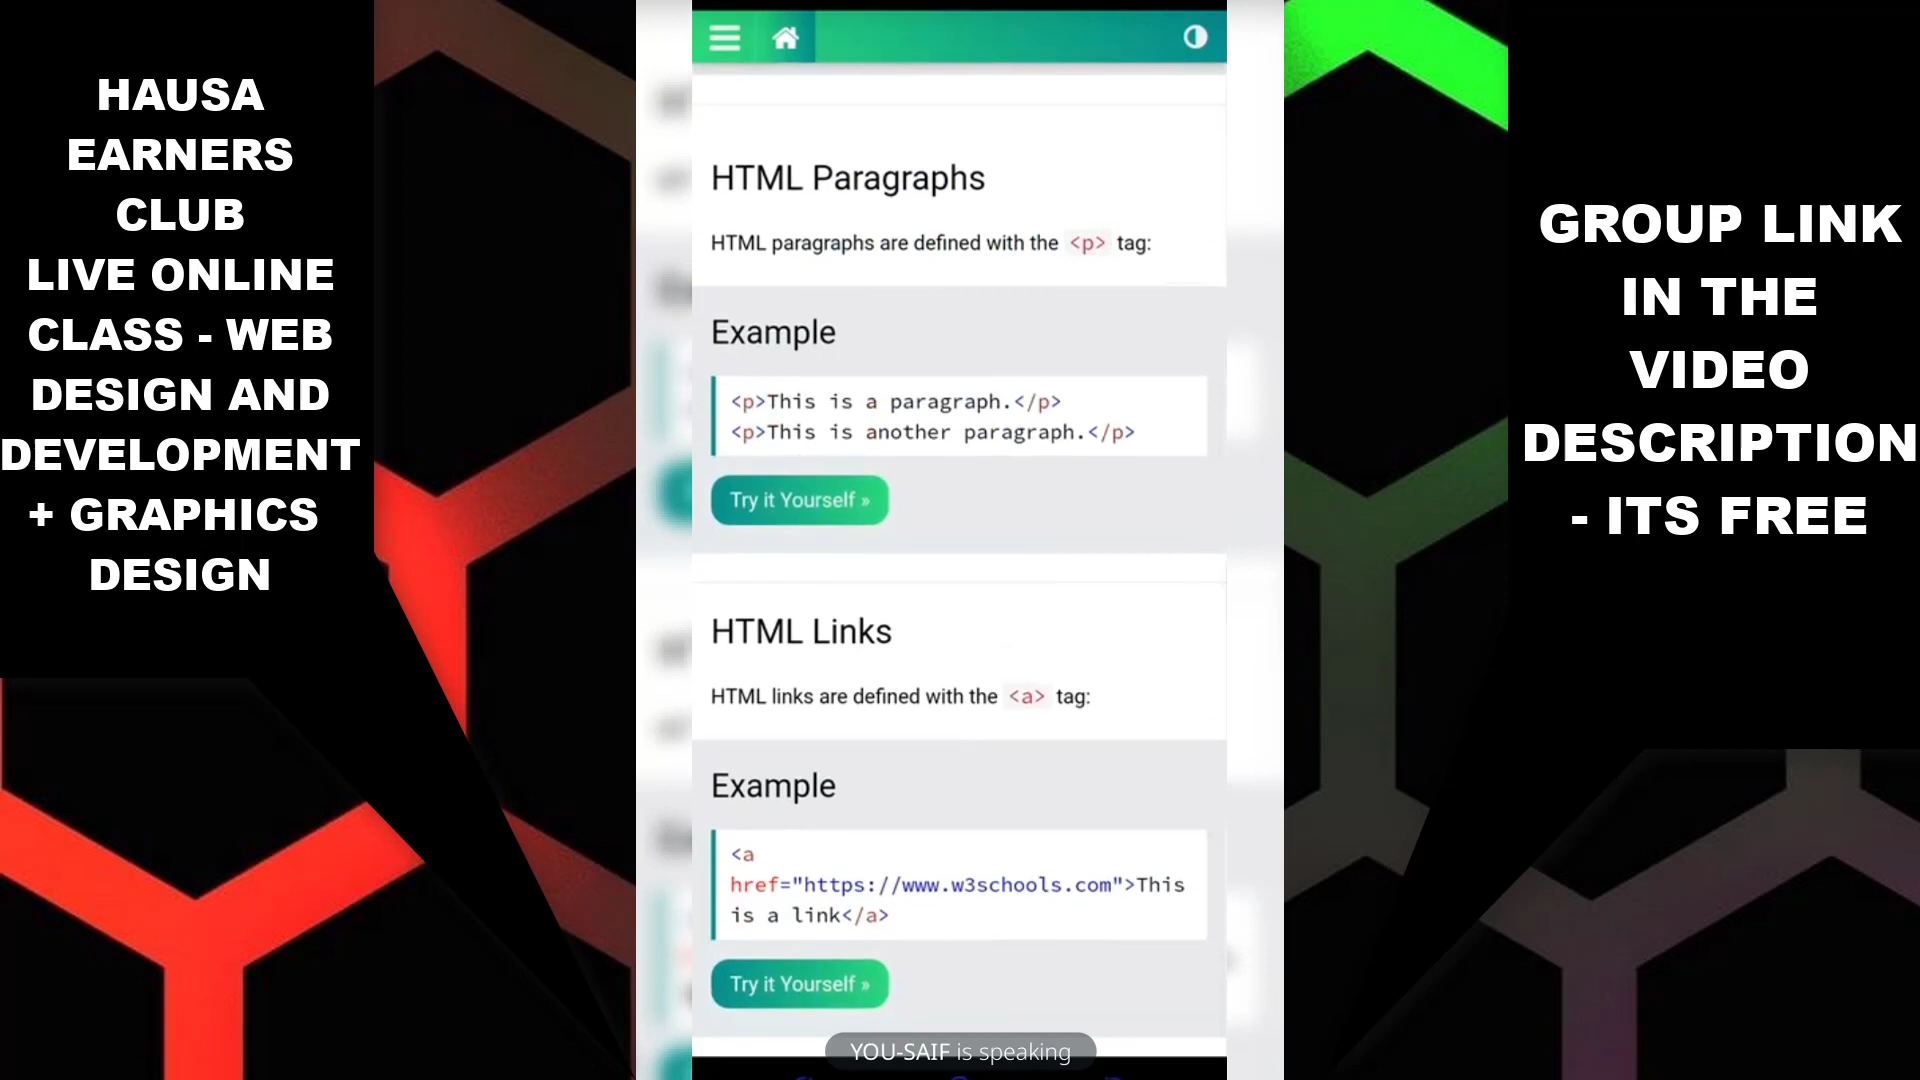 HAUSA
EARNERS
CLUB
LIVE ONLINE
CLASS - WEB
DESIGN AND
DEVELOPMENT
+ GRAPHICS
DESIGN
HTML Paragraphs
HTML paragraphs are defined with the <p> tag:
Example
<p>This is a paragraph.</p>
<p>This is another paragraph.</p>
Try it Yourself »
HTML Links
HTML links are defined with the <a> tag:
Example
<a
href="https://www.w3schools.com">This
is a link</a>
Try it Yourself »
YOU-SAIF is speaking
GROUP LINK
IN THE
VIDEO
DESCRIPTION
- ITS FREE